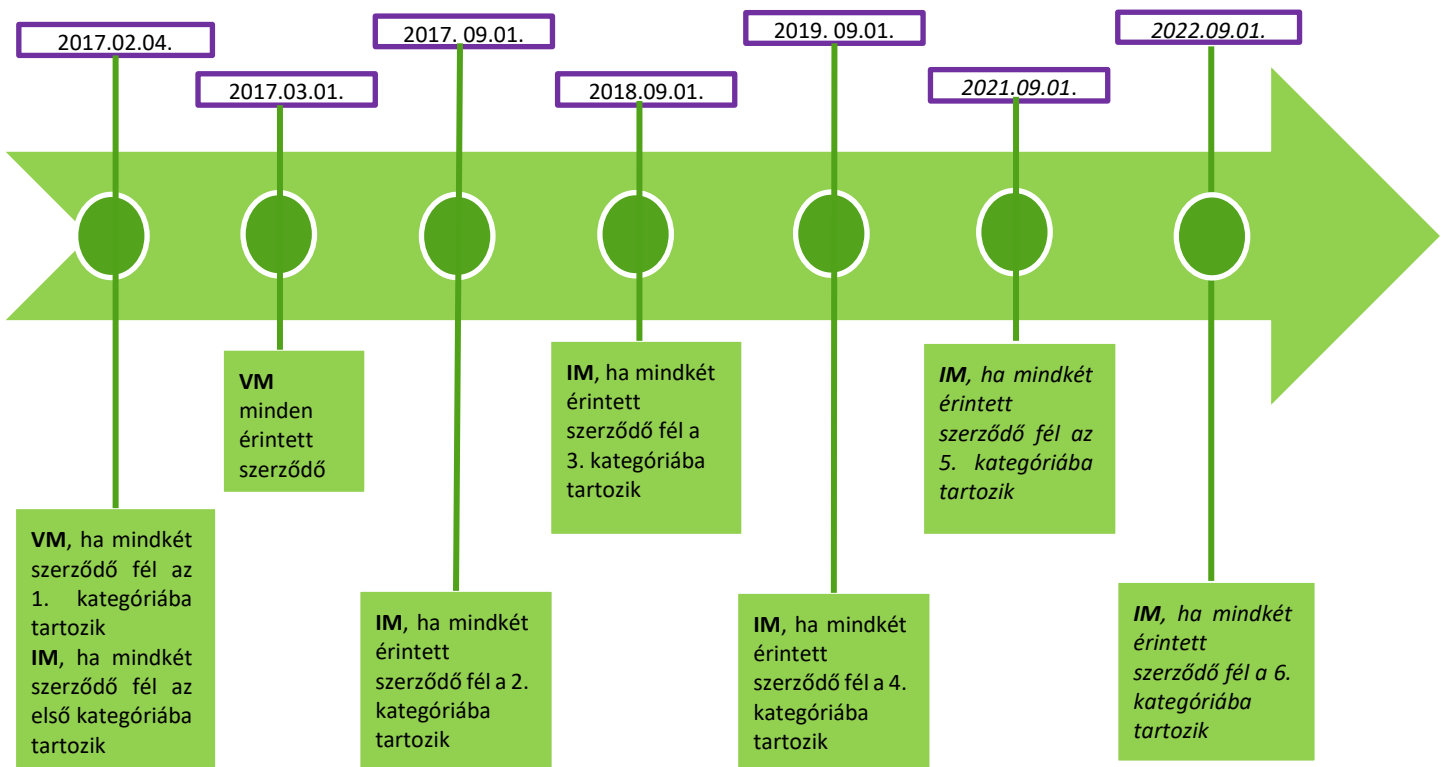 2017.02.04.
2017.03.01.
2017. 09.01.
2018.09.01.
2019. 09.01.
2021.09.01.
2022.09.01.
VM, ha mindkét
szerződő fél az
1. kategóriába
tartozik
IM, ha mindkét
szerződő fél az
első kategóriába
tartozik
VM
minden
érintett
szerződő
IM, ha mindkét
érintett
szerződő fél a 2.
kategóriába
tartozik
IM, ha mindkét
érintett
szerződő fél a
3. kategóriába
tartozik
IM, ha mindkét
érintett
szerződő fél a 4.
kategóriába
tartozik
IM, ha mindkét
érintett
szerződő fél az
5. kategóriába
tartozik
IM, ha mindkét
érintett
szerződő fél a 6.
kategóriába
tartozik